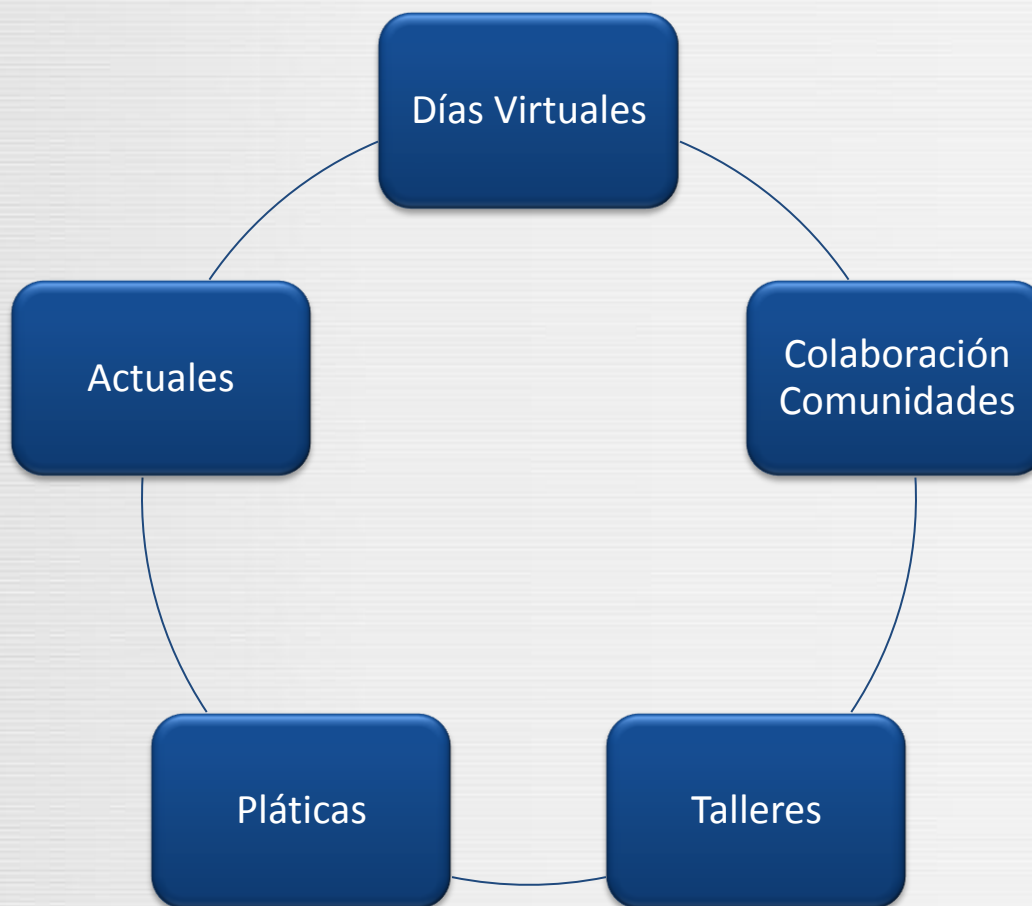 Días Virtuales
Actuales
Colaboración
Comunidades
Pláticas
Talleres